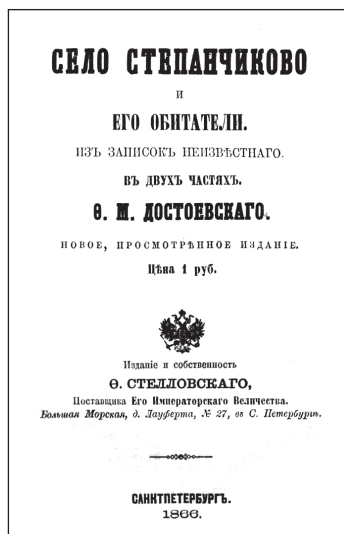 СЕЛО СТЕПАНЧИКОВО
И
ЕГО ОБИТАТЕЛИ.
ИЗЪ ЗАПИСОКЪ НЕИЗВѢСТНАГО.
ВЪ ДВУХЪ ЧАСТЯХЪ.
Ѳ. М. ДОСТОЕВСКАГО.
НОВОЕ, ПРОСМОТРѢННОЕ ИЗДАНІЕ.
Цѣна 1 руб.
Изданіе и собственность
Ѳ. СТЕЛЛОВСКАГО,
Поставщика Его Императорскаго Величества.
Большая Морская, д. Лауферта, № 27, въ С. Петербургѣ.
САНКТПЕТЕРБУРГЪ.
1866.